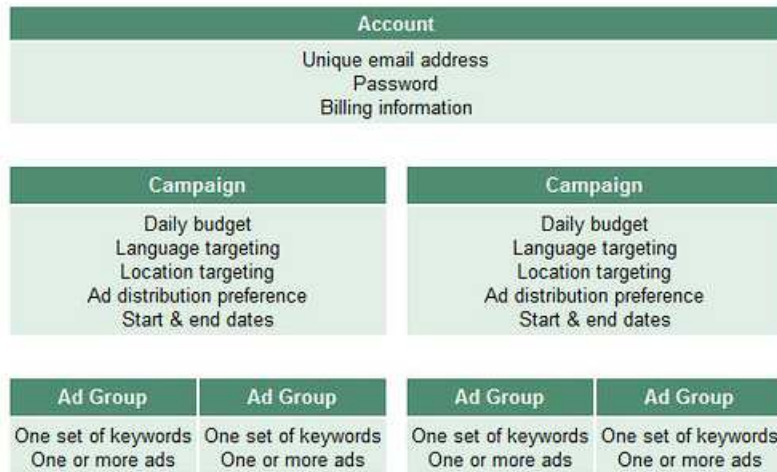 Account
Unique email address
Password
Billing information
Campaign
Daily budget
Language targeting
Location targeting
Ad distribution preference
Start & end dates
Campaign
Daily budget
Language targeting
Location targeting
Ad distribution preference
Start & end dates
Ad Group
One set of keywords
One or more ads
Ad Group
One set of keywords
One or more ads
Ad Group
One set of keywords
One or more ads
Ad Group
One set of keywords
One or more ads